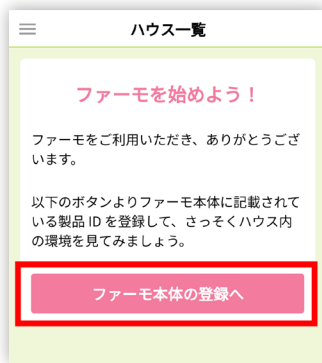 ハウス一覧
ファーモを始めよう！
ファーモをご利用いただき、ありがとうござ
います。
以下のボタンよりファーモ本体に記載されて
いる製品 ID を登録して、さっそくハウス内
の環境を見てみましょう。
ファーモ本体の登録へ